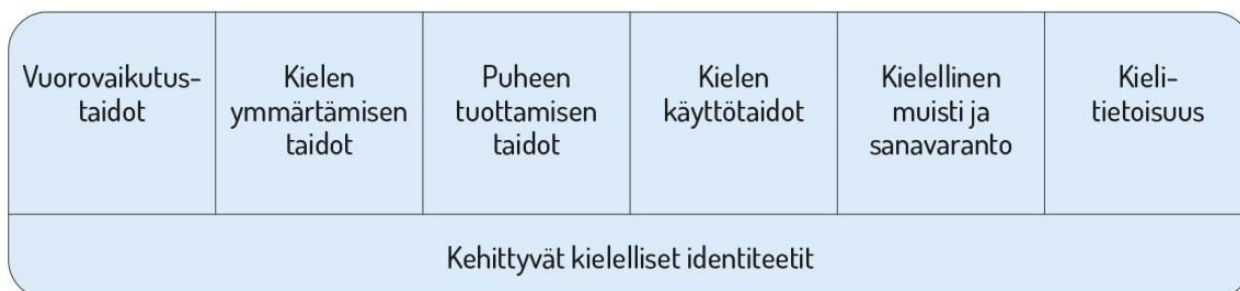 Vuorovaikutus-
taidot
Kielen
ymmärtämisen
taidot
Puheen
tuottamisen
taidot
Kielen
käyttötaidot
Kielellinen
muisti ja
sanavaranto
Kieli-
tietoisuus
Kehittyvät kielelliset identiteetit